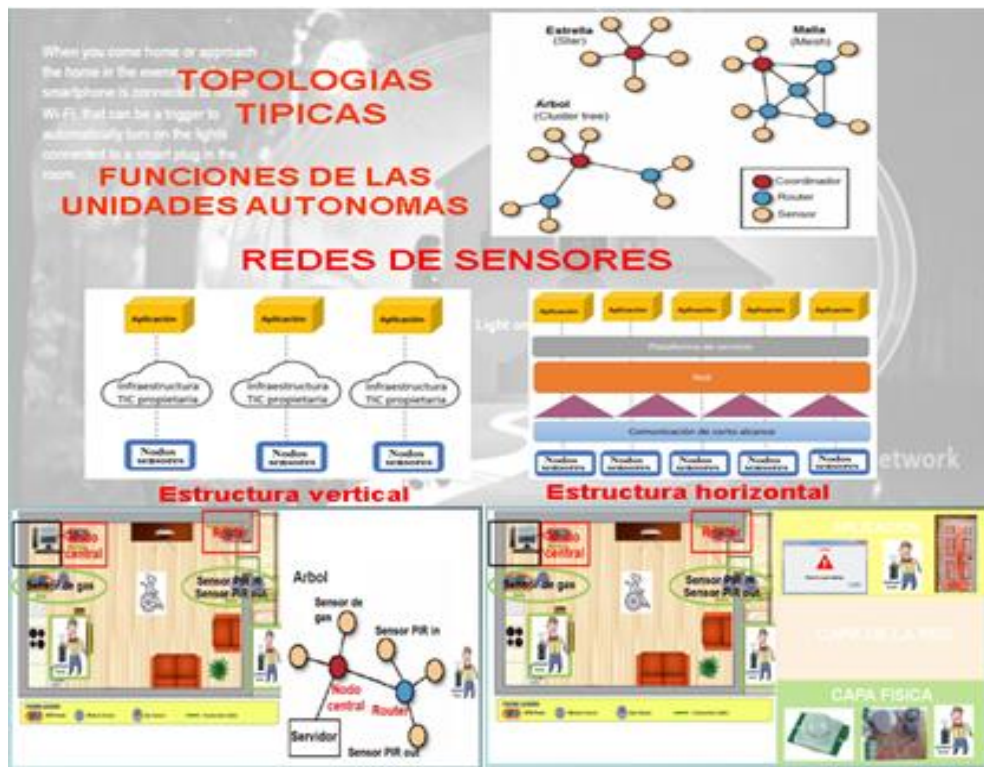 When you come home or approach
the home in the
smartphone is connected to
Wi-Fi, that can be a trigger to
automatically turn on the lights
connected to a smart plug in the
room.
TOPOLOGIAS
TIPICAS
FUNCIONES DE LAS
UNIDADES AUTONOMAS
Estrella
(Star)
Malla
(Mesh)
Árbol
(Cluster tree)
Coordinador
Router
Sensor
REDES DE SENSORES
Aplicación
Aplicación
Aplicación
Infraestructura
TIC propietaria
Infraestructura
TIC propietaria
Infraestructura
TIC propietaria
Nodos
sensores
Nodos
sensores
Nodos
sensores
Estructura vertical
Light on
Aplicación
Aplicación
Aplicación
Aplicación
Aplicación
Plataforma de servicio
Red
Comunicación de corto alcance
Nodos
sensores
Nodos
sensores
Nodos
sensores
Nodos
sensores
Nodos
sensores
etwork
Estructura horizontal
Nodo
central
Router
Sensor de gas
Sensor PIR in
Sensor PIR out
Arbol
Sensor de
gas
Sensor PIR in
Nodo
central
Router
Servidor
Sensor PIR out
Nodo
central
Router
Sensor de gas
Sensor PIR in
Sensor PIR out
CAPA DE LA RED
CAPA FISICA